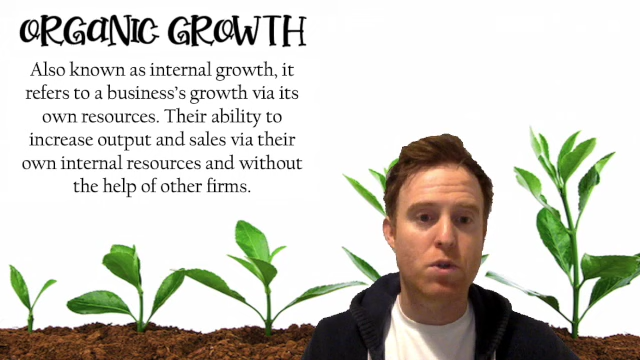 ORGANIC GROWTH
Also known as internal growth, it
refers to a business's growth via its
own resources. Their ability to
increase output and sales via their
own internal resources and without
the help of other firms.